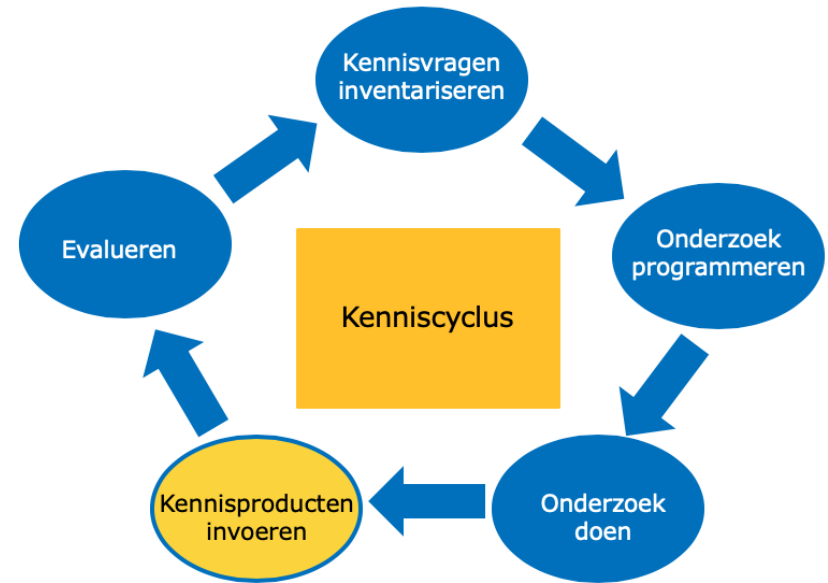 Kennisvragen
inventariseren
Onderzoek
programmeren
Onderzoek
doen
Kennisproducten
invoeren
Evalueren
Kenniscyclus